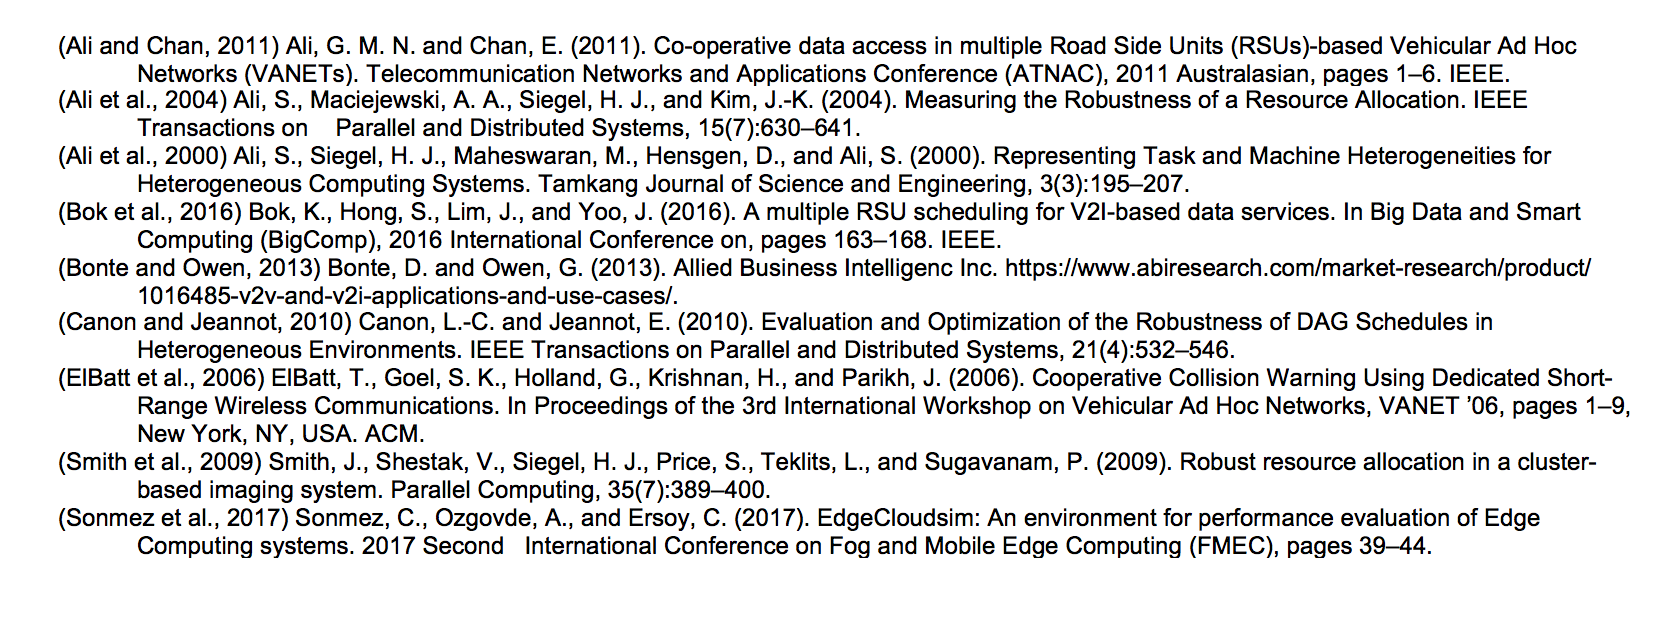 (Ali and Chan, 2011) Ali, G. M. N. and Chan, E. (2011). Co-operative data access in multiple Road Side Units (RSUs)-based Vehicular Ad Hoc
Networks (VANETs). Telecommunication Networks and Applications Conference (ATNAC), 2011 Australasian, pages 1–6. IEEE.
(Ali et al., 2004) Ali, S., Maciejewski, A. A., Siegel, H. J., and Kim, J.-K. (2004). Measuring the Robustness of a Resource Allocation. IEEE
Transactions on Parallel and Distributed Systems, 15(7):630–641.
(Ali et al., 2000) Ali, S., Siegel, H. J., Maheswaran, M., Hensgen, D., and Ali, S. (2000). Representing Task and Machine Heterogeneities for
Heterogeneous Computing Systems. Tamkang Journal of Science and Engineering, 3(3):195–207.
(Bok et al., 2016) Bok, K., Hong, S., Lim, J., and Yoo, J. (2016). A multiple RSU scheduling for V2I-based data services. In Big Data and Smart
Computing (BigComp), 2016 International Conference on, pages 163–168. IEEE.
(Bonte and Owen, 2013) Bonte, D. and Owen, G. (2013). Allied Business Intelligenc Inc. https://www.abiresearch.com/market-research/product/
1016485-v2v-and-v2i-applications-and-use-cases/.
(Canon and Jeannot, 2010) Canon, L.-C. and Jeannot, E. (2010). Evaluation and Optimization of the Robustness of DAG Schedules in
Heterogeneous Environments. IEEE Transactions on Parallel and Distributed Systems, 21(4):532–546.
(ElBatt et al., 2006) ElBatt, T., Goel, S. K., Holland, G., Krishnan, H., and Parikh, J. (2006). Cooperative Collision Warning Using Dedicated Short-
Range Wireless Communications. In Proceedings of the 3rd International Workshop on Vehicular Ad Hoc Networks, VANET ’06, pages 1–9,
New York, NY, USA. ACM.
(Smith et al., 2009) Smith, J., Shestak, V., Siegel, H. J., Price, S., Teklits, L., and Sugavanam, P. (2009). Robust resource allocation in a cluster-
based imaging system. Parallel Computing, 35(7):389–400.
(Sonmez et al., 2017) Sonmez, C., Ozgovde, A., and Ersoy, C. (2017). EdgeCloudsim: An environment for performance evaluation of Edge
Computing systems. 2017 Second International Conference on Fog and Mobile Edge Computing (FMEC), pages 39–44.